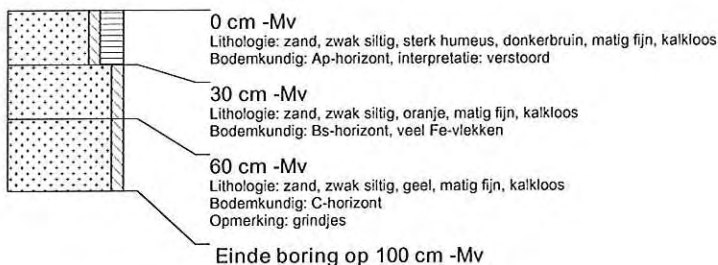 0 cm -Mv
Lithologie: zand, zwak siltig, sterk humeus, donkerbruin, matig fijn, kalkloos
Bodemkundig: Ap-horizont, interpretatie: verstoord
30 cm -Mv
Lithologie: zand, zwak siltig, oranje, matig fijn, kalkloos
Bodemkundig: Bs-horizont, veel Fe-vlekken
60 cm -Mv
Lithologie: zand, zwak siltig, geel, matig fijn, kalkloos
Bodemkundig: C-horizont
Opmerking: grindjes
Einde boring op 100 cm -Mv